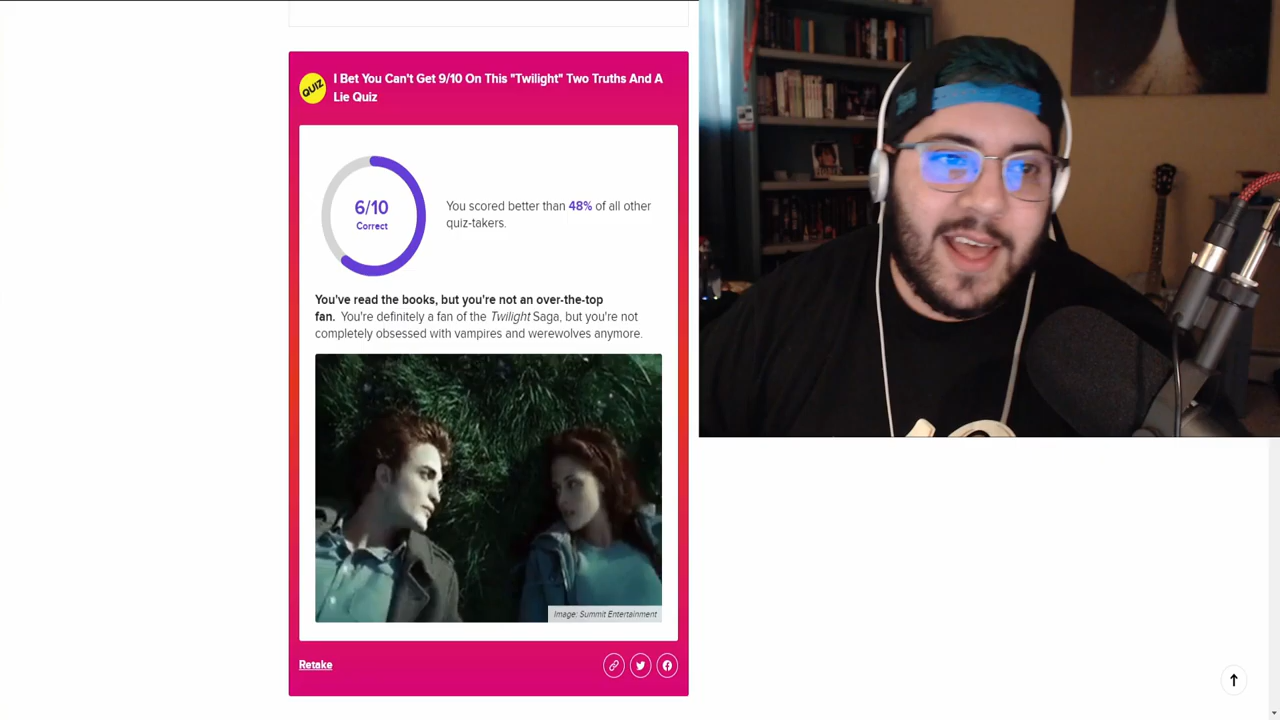 QUIZ
I Bet You Can't Get 9/10 On This "Twilight" Two Truths And A
Lie Quiz
6/10
Correct
You scored better than 48% of all other
quiz-takers.
You've read the books, but you're not an over-the-top
fan. You're definitely a fan of the Twilight Saga, but you're not
completely obsessed with vampires and werewolves anymore.
Image: Summit Entertainment
Retake